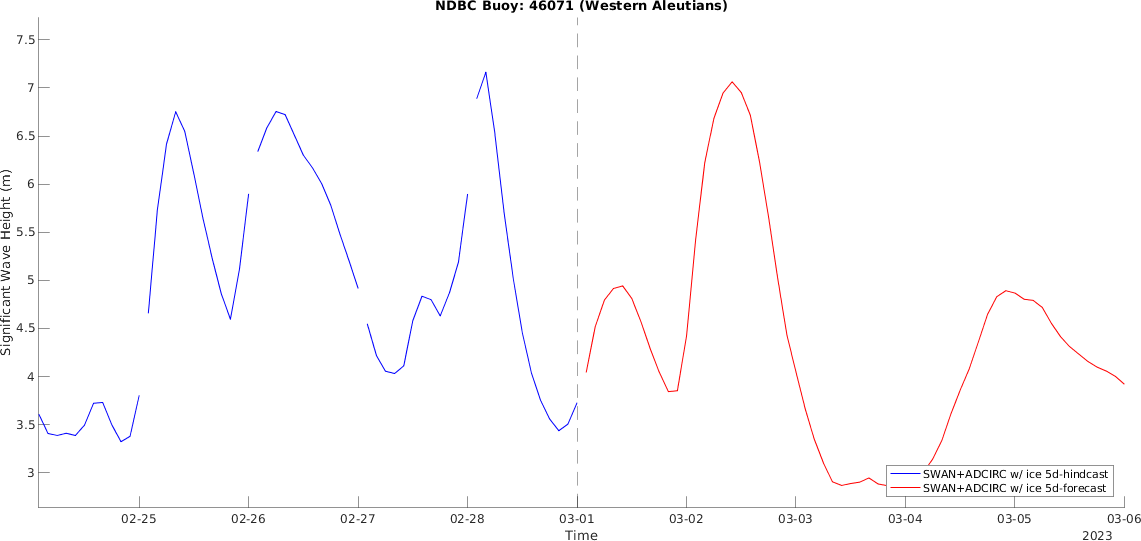 NDBC Buoy: 46071 (Western Aleutians)
7.5
7
6.5
6
5.5
5
4.5
4
3.5
3
Significant Wave Height (m)
SWAN+ADCIRC w/ ice 5d-hindcast
SWAN+ADCIRC w/ ice 5d-forecast
02-25 02-26 02-27 02-28 03-01 03-02 03-03 03-04 03-05 03-06
Time
2023